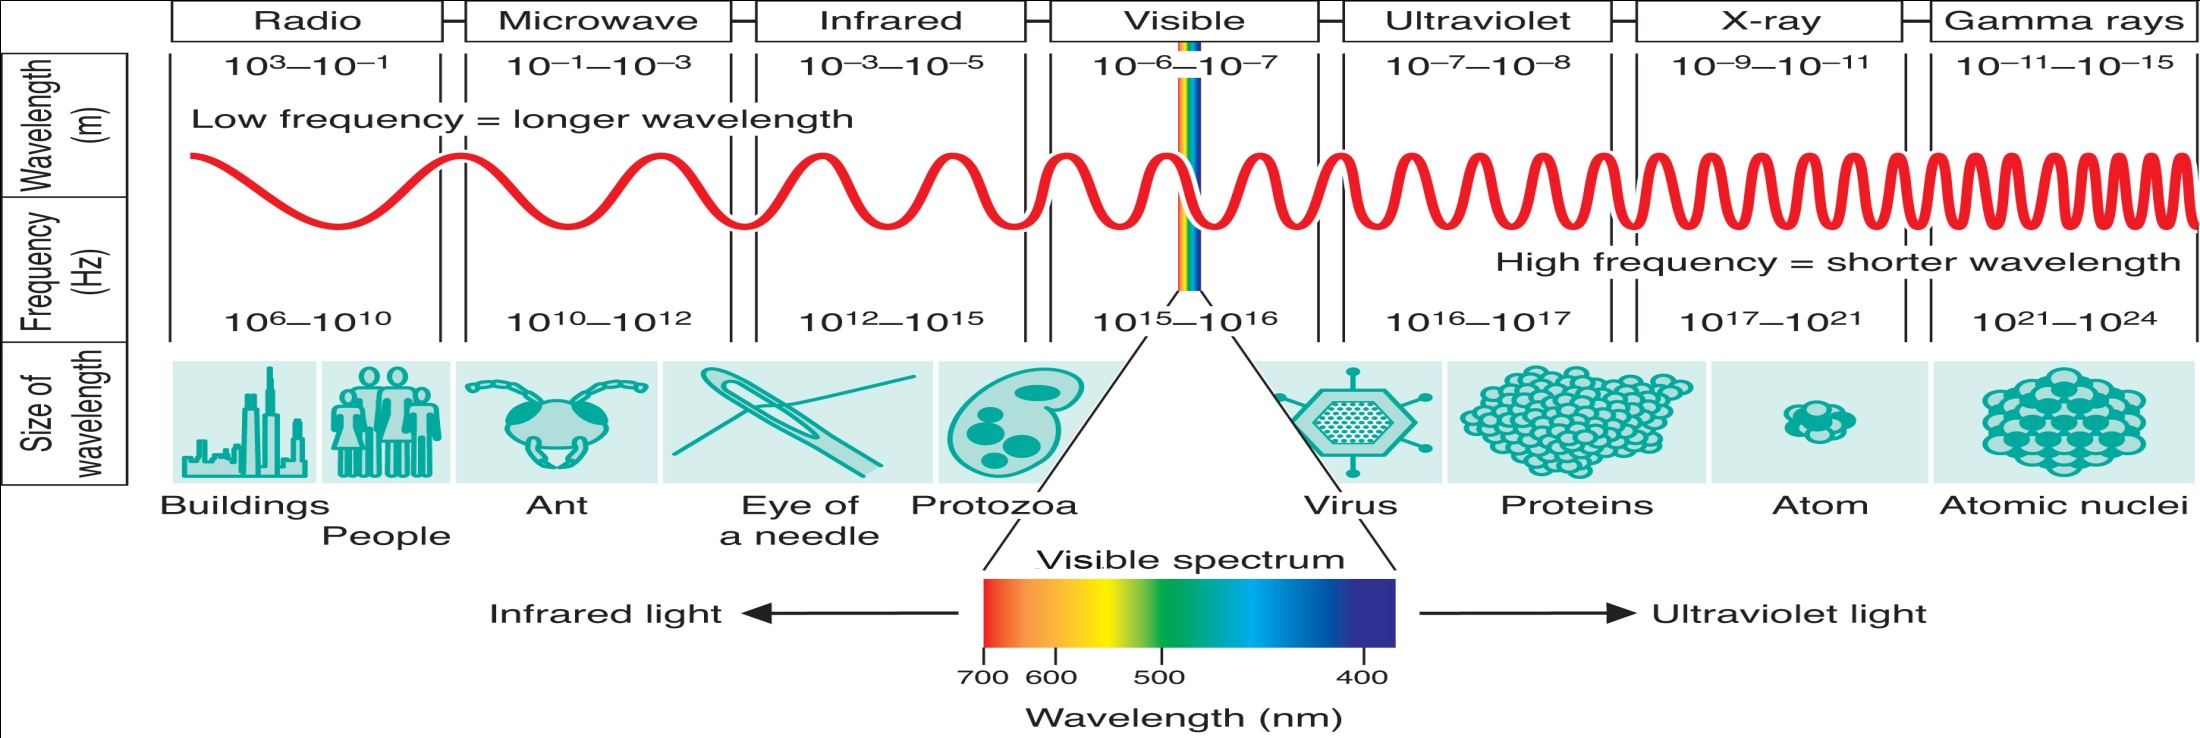 Radio Microwave Infrared Visible Ultraviolet X-ray Gamma rays
Wavelength
(m)
10³–10⁻¹ 10⁻¹–10⁻³ 10⁻³–10⁻⁵ 10⁻⁶–10⁻⁷ 10⁻⁷–10⁻⁸ 10⁻⁹–10⁻¹¹ 10⁻¹¹–10⁻¹⁵
Low frequency = longer wavelength
Frequency
(Hz)
High frequency = shorter wavelength
10⁶–10¹⁰ 10¹⁰–10¹² 10¹²–10¹⁵ 10¹⁵–10¹⁶ 10¹⁶–10¹⁷ 10¹⁷–10²¹ 10²¹–10²⁴
Size of
wavelength
Buildings
People
Ant
Eye of
a needle
Protozoa
Virus
Proteins
Atom
Atomic nuclei
Visible spectrum
Infrared light
Ultraviolet light
700 600 500 400
Wavelength (nm)